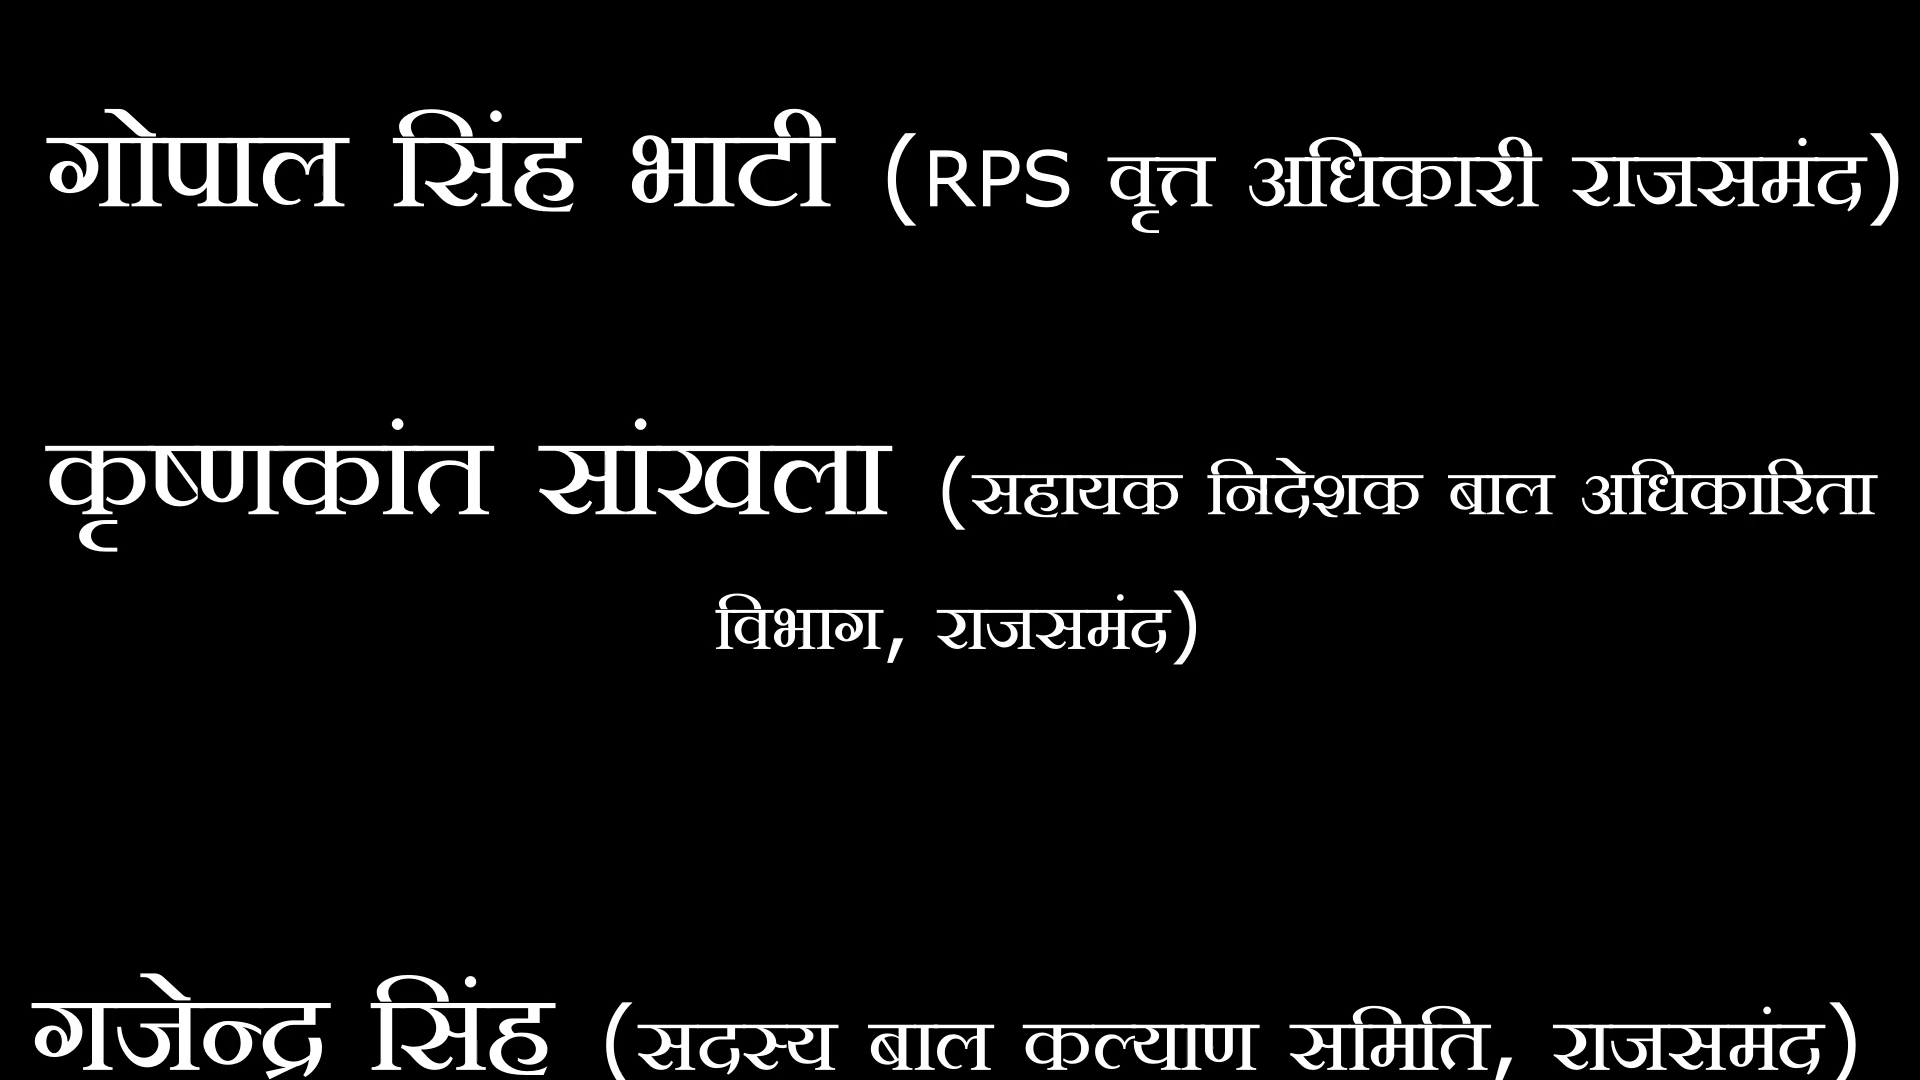 गोपाल सिंह भाटी (RPS वृत्त अधिकारी राजसमंद)
कृष्णकांत सांखला (सहायक निदेशक बाल अधिकारिता
विभाग, राजसमंद)
गजेन्द्र सिंह (सदस्य बाल कल्याण समिति, राजसमंद)